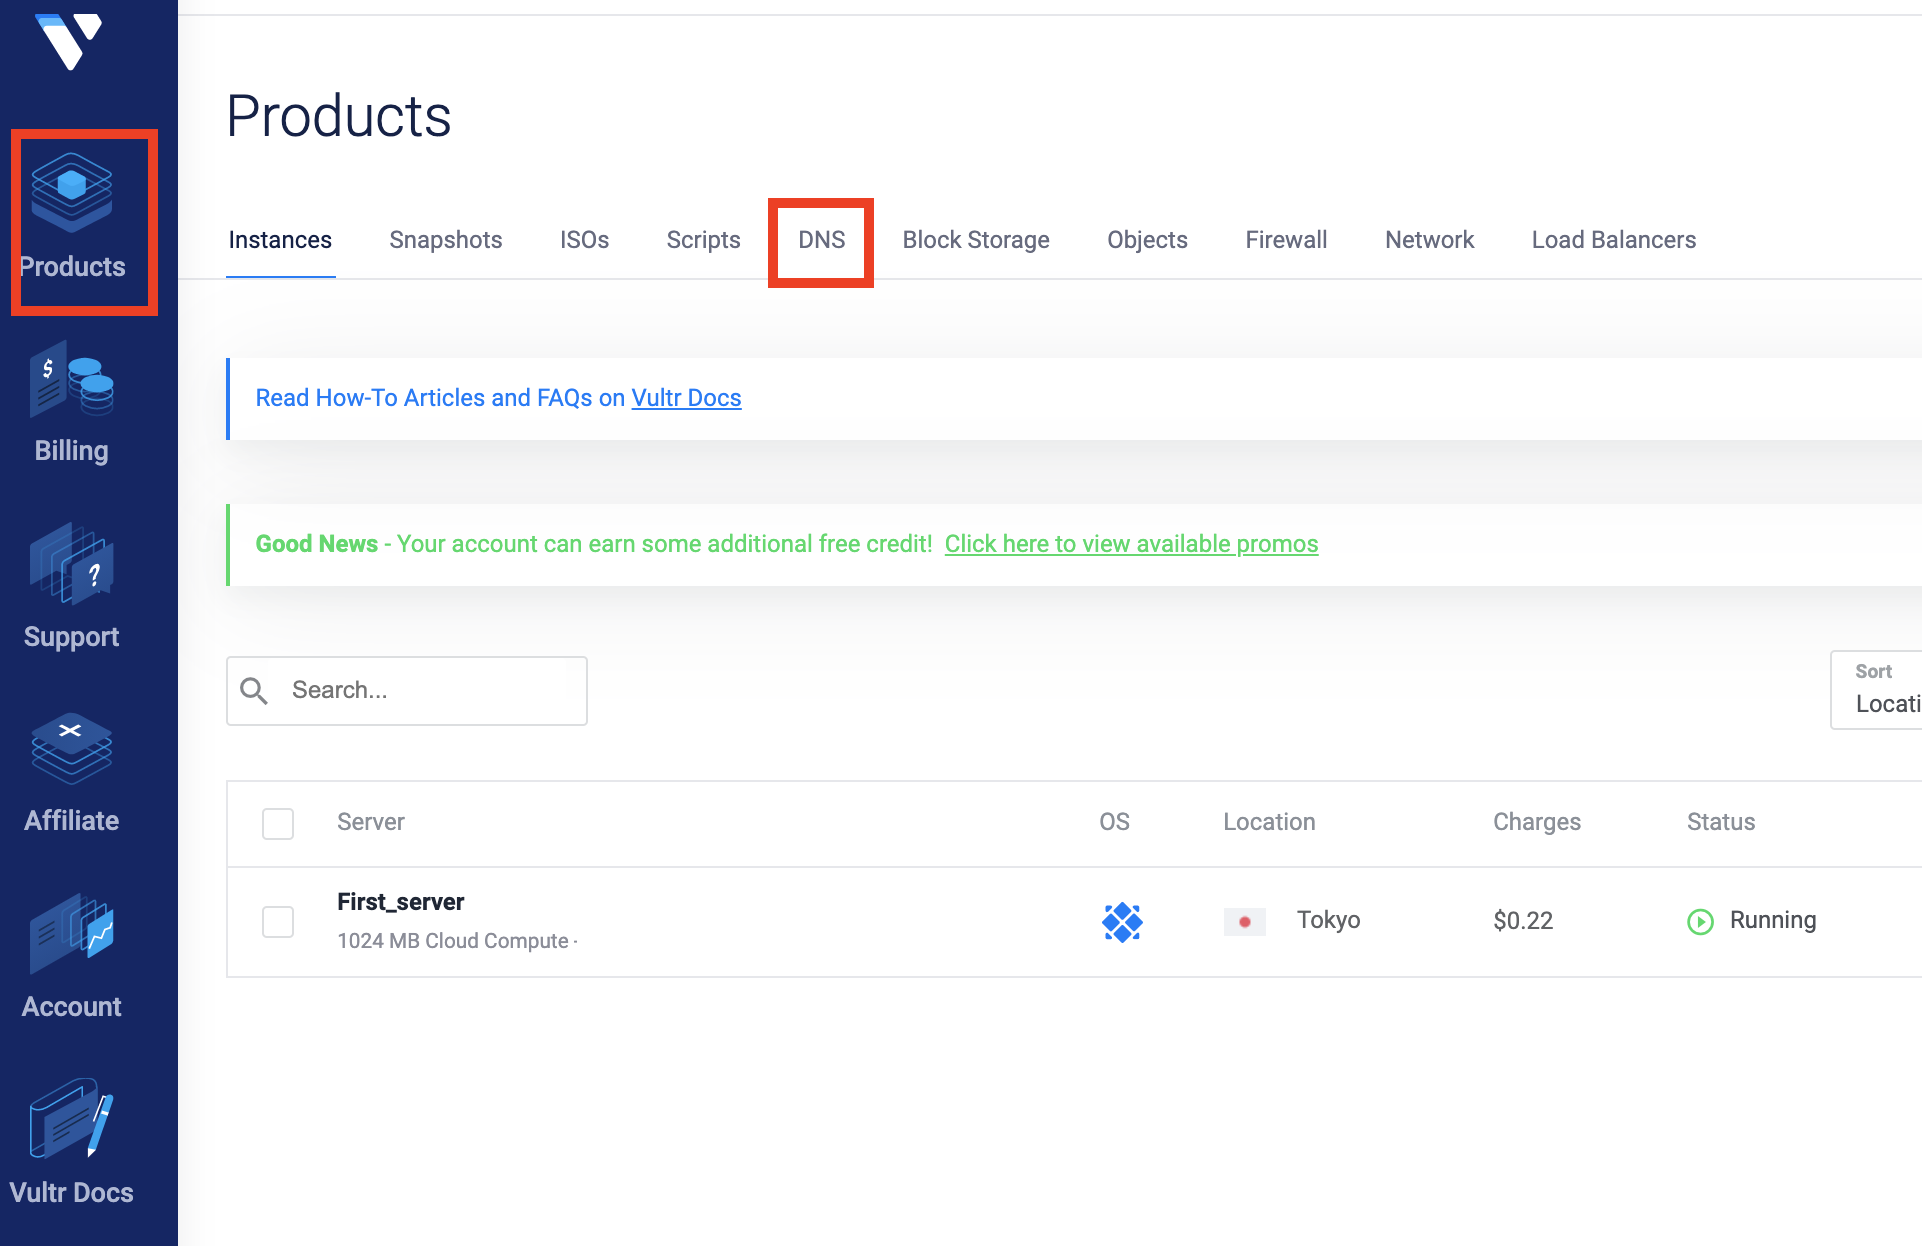 Products
Products
Billing
Support
Affiliate
Account
Vultr Docs
Instances Snapshots ISOs Scripts DNS Block Storage Objects Firewall Network Load Balancers
Read How-To Articles and FAQs on Vultr Docs
Good News - Your account can earn some additional free credit! Click here to view available promos
Search...
Sort
Locati
Server OS Location Charges Status
First_server
1024 MB Cloud Compute -
Tokyo $0.22 Running